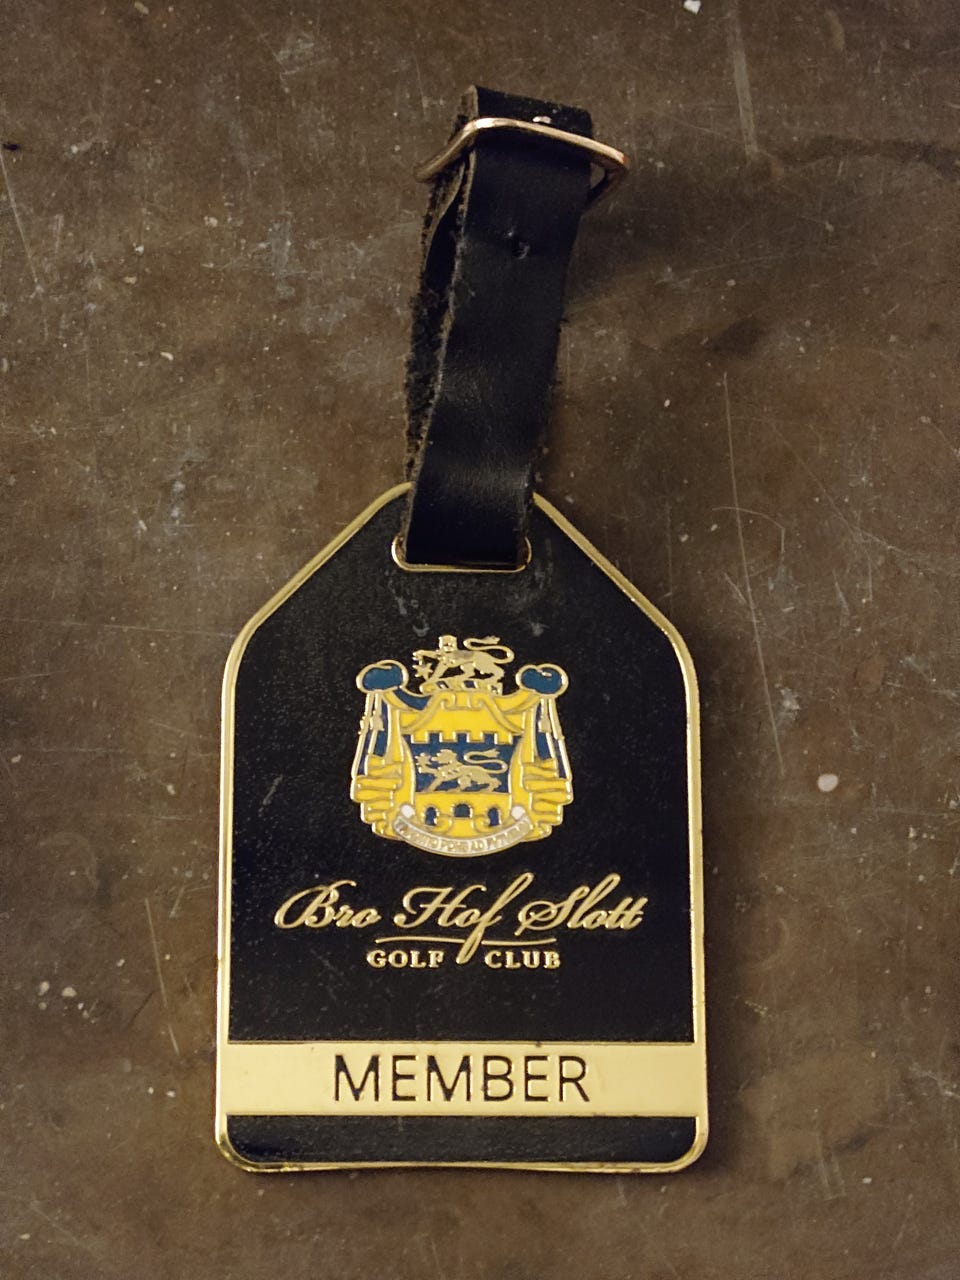 Bro Hof Slott
GOLF CLUB
MEMBER